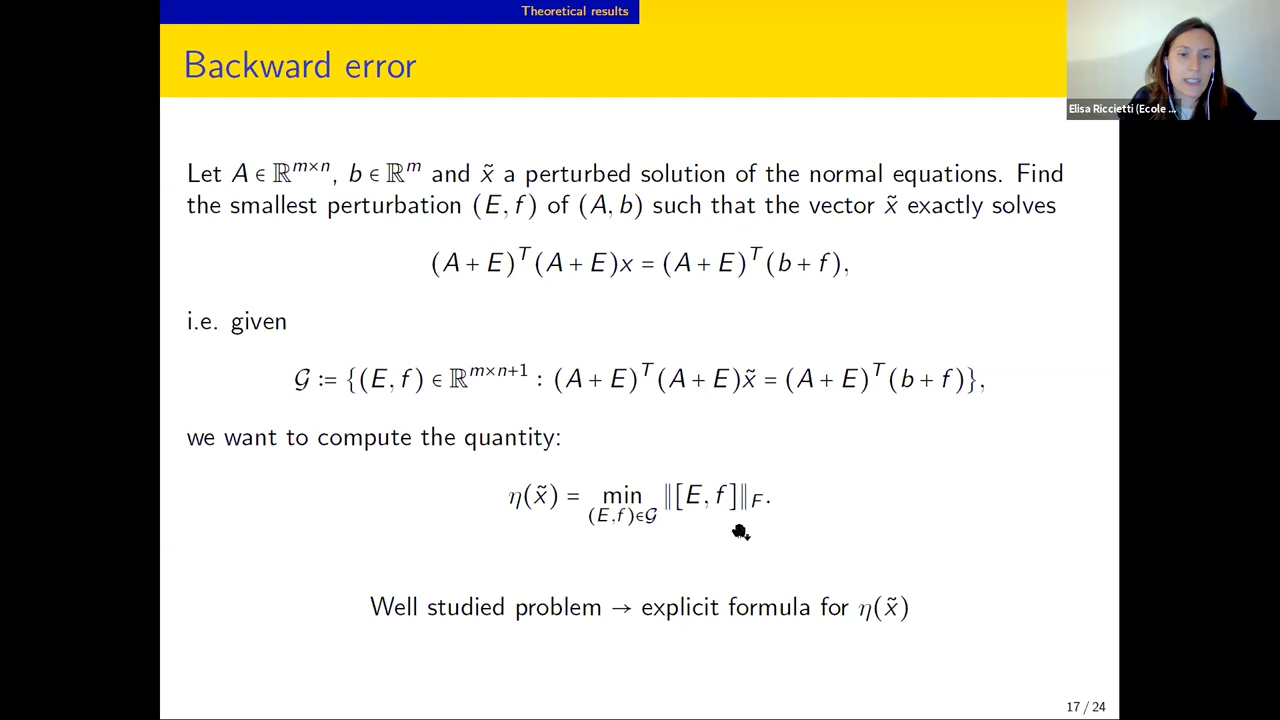 Theoretical results
Backward error
Elisa Riccietti (Ecole ...
Let A ∈ ℝ^{m×n}, b ∈ ℝ^m and x̃ a perturbed solution of the normal equations. Find
the smallest perturbation (E, f) of (A, b) such that the vector x̃ exactly solves
(A + E)^T (A + E)x = (A + E)^T (b + f),
i.e. given
𝒢 ≔ {(E, f) ∈ ℝ^{m×n+1} : (A + E)^T (A + E)x̃ = (A + E)^T (b + f)},
we want to compute the quantity:
η(x̃) = min_{(E,f)∈𝒢} ‖[E, f]‖_F.
Well studied problem → explicit formula for η(x̃)
17 / 24